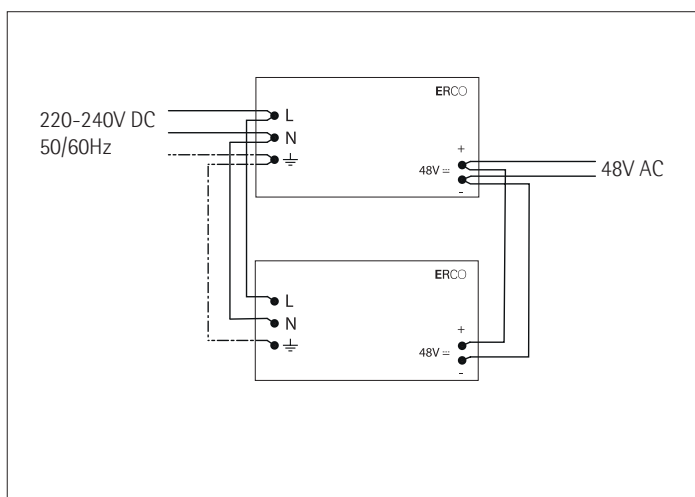 ERCO
220-240V DC
50/60Hz
L
N
+
48V ⎓
-
48V AC
ERCO
L
N
+
48V ⎓
-